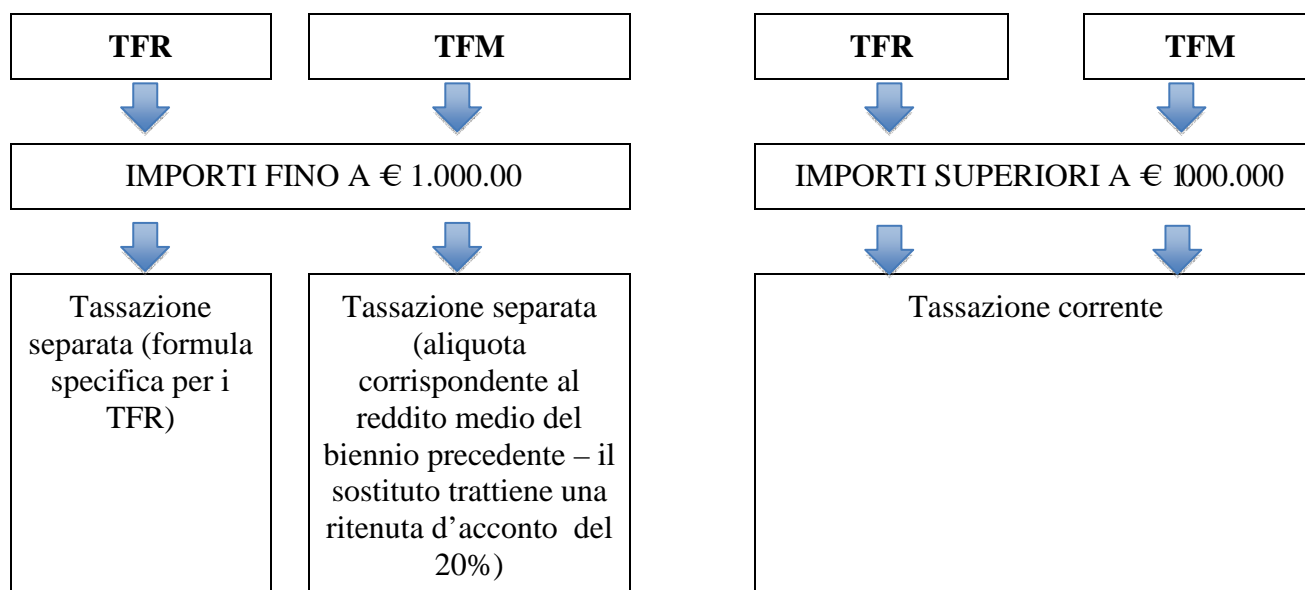 TFR
TFM
IMPORTI FINO A € 1.000.00
Tassazione
separata (formula
specifica per i
TFR)
Tassazione separata
(aliquota
corrispondente al
reddito medio del
biennio precedente – il
sostituto trattiene una
ritenuta d’acconto del
20%)
TFR
TFM
IMPORTI SUPERIORI A € 1.000.000
Tassazione corrente